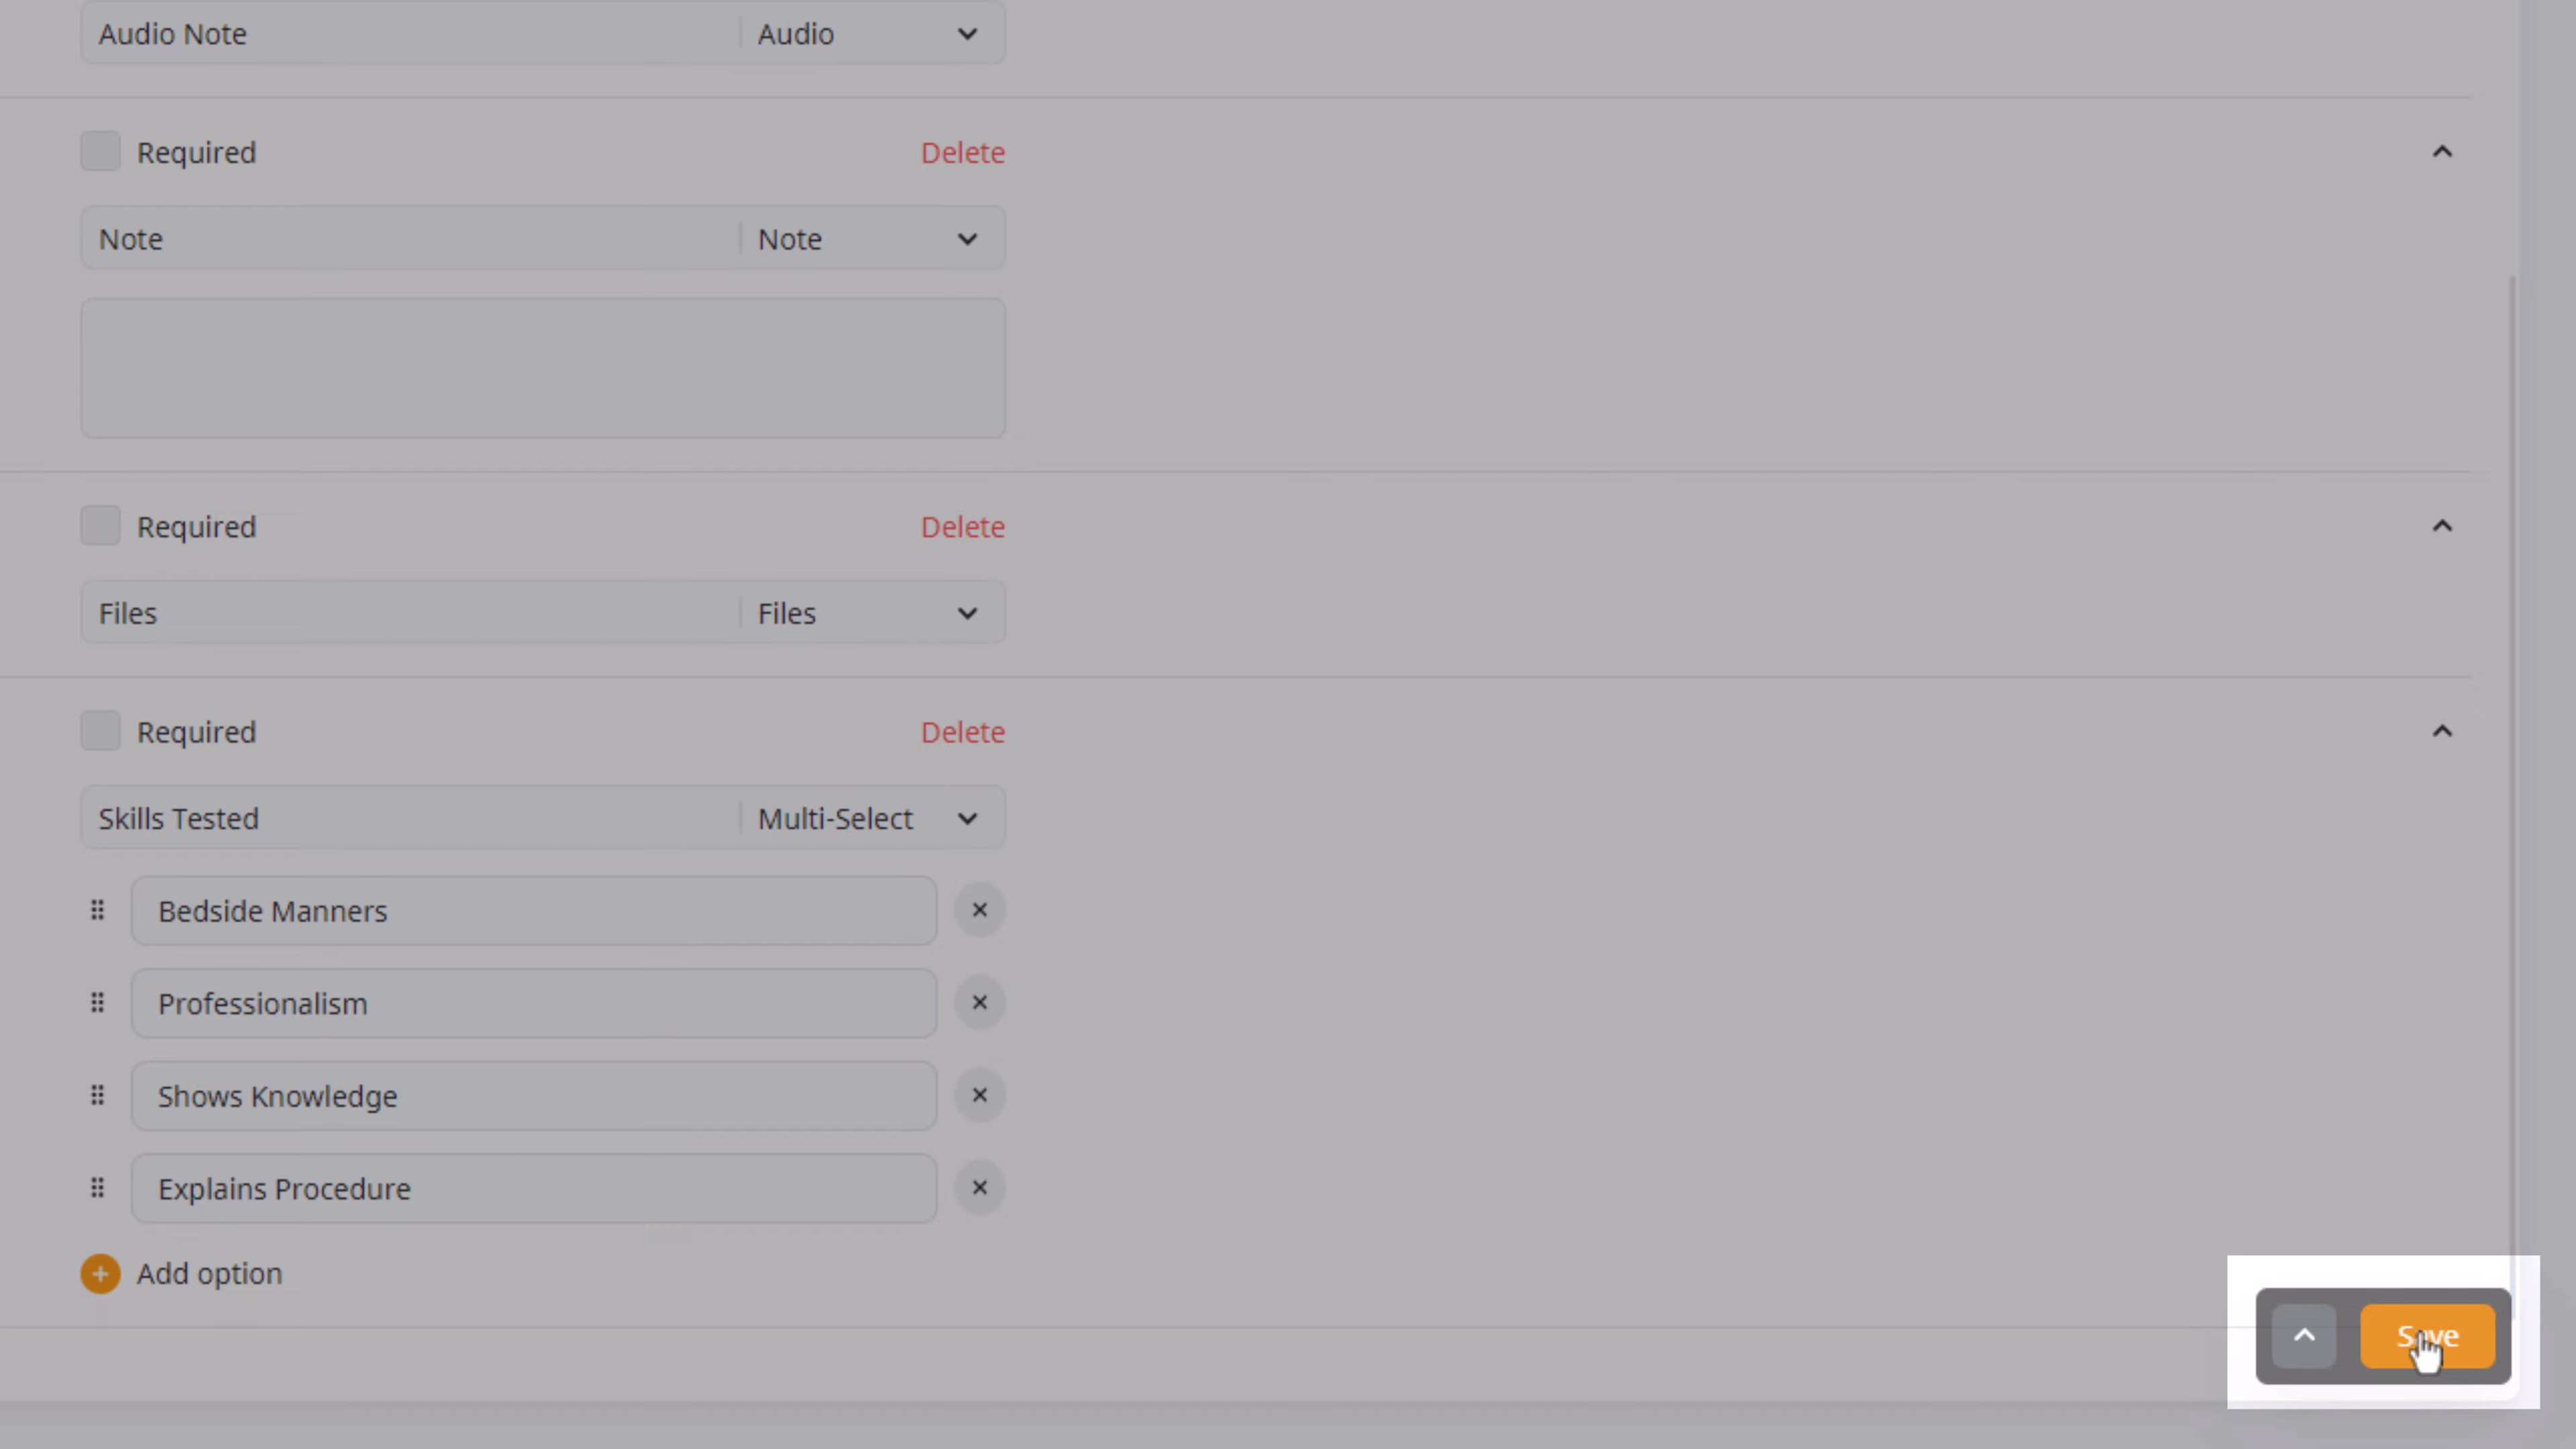 Audio Note Audio
Required Delete
Note Note
Required Delete
Files Files
Required Delete
Skills Tested Multi-Select
Bedside Manners
Professionalism
Shows Knowledge
Explains Procedure
Add option
Save